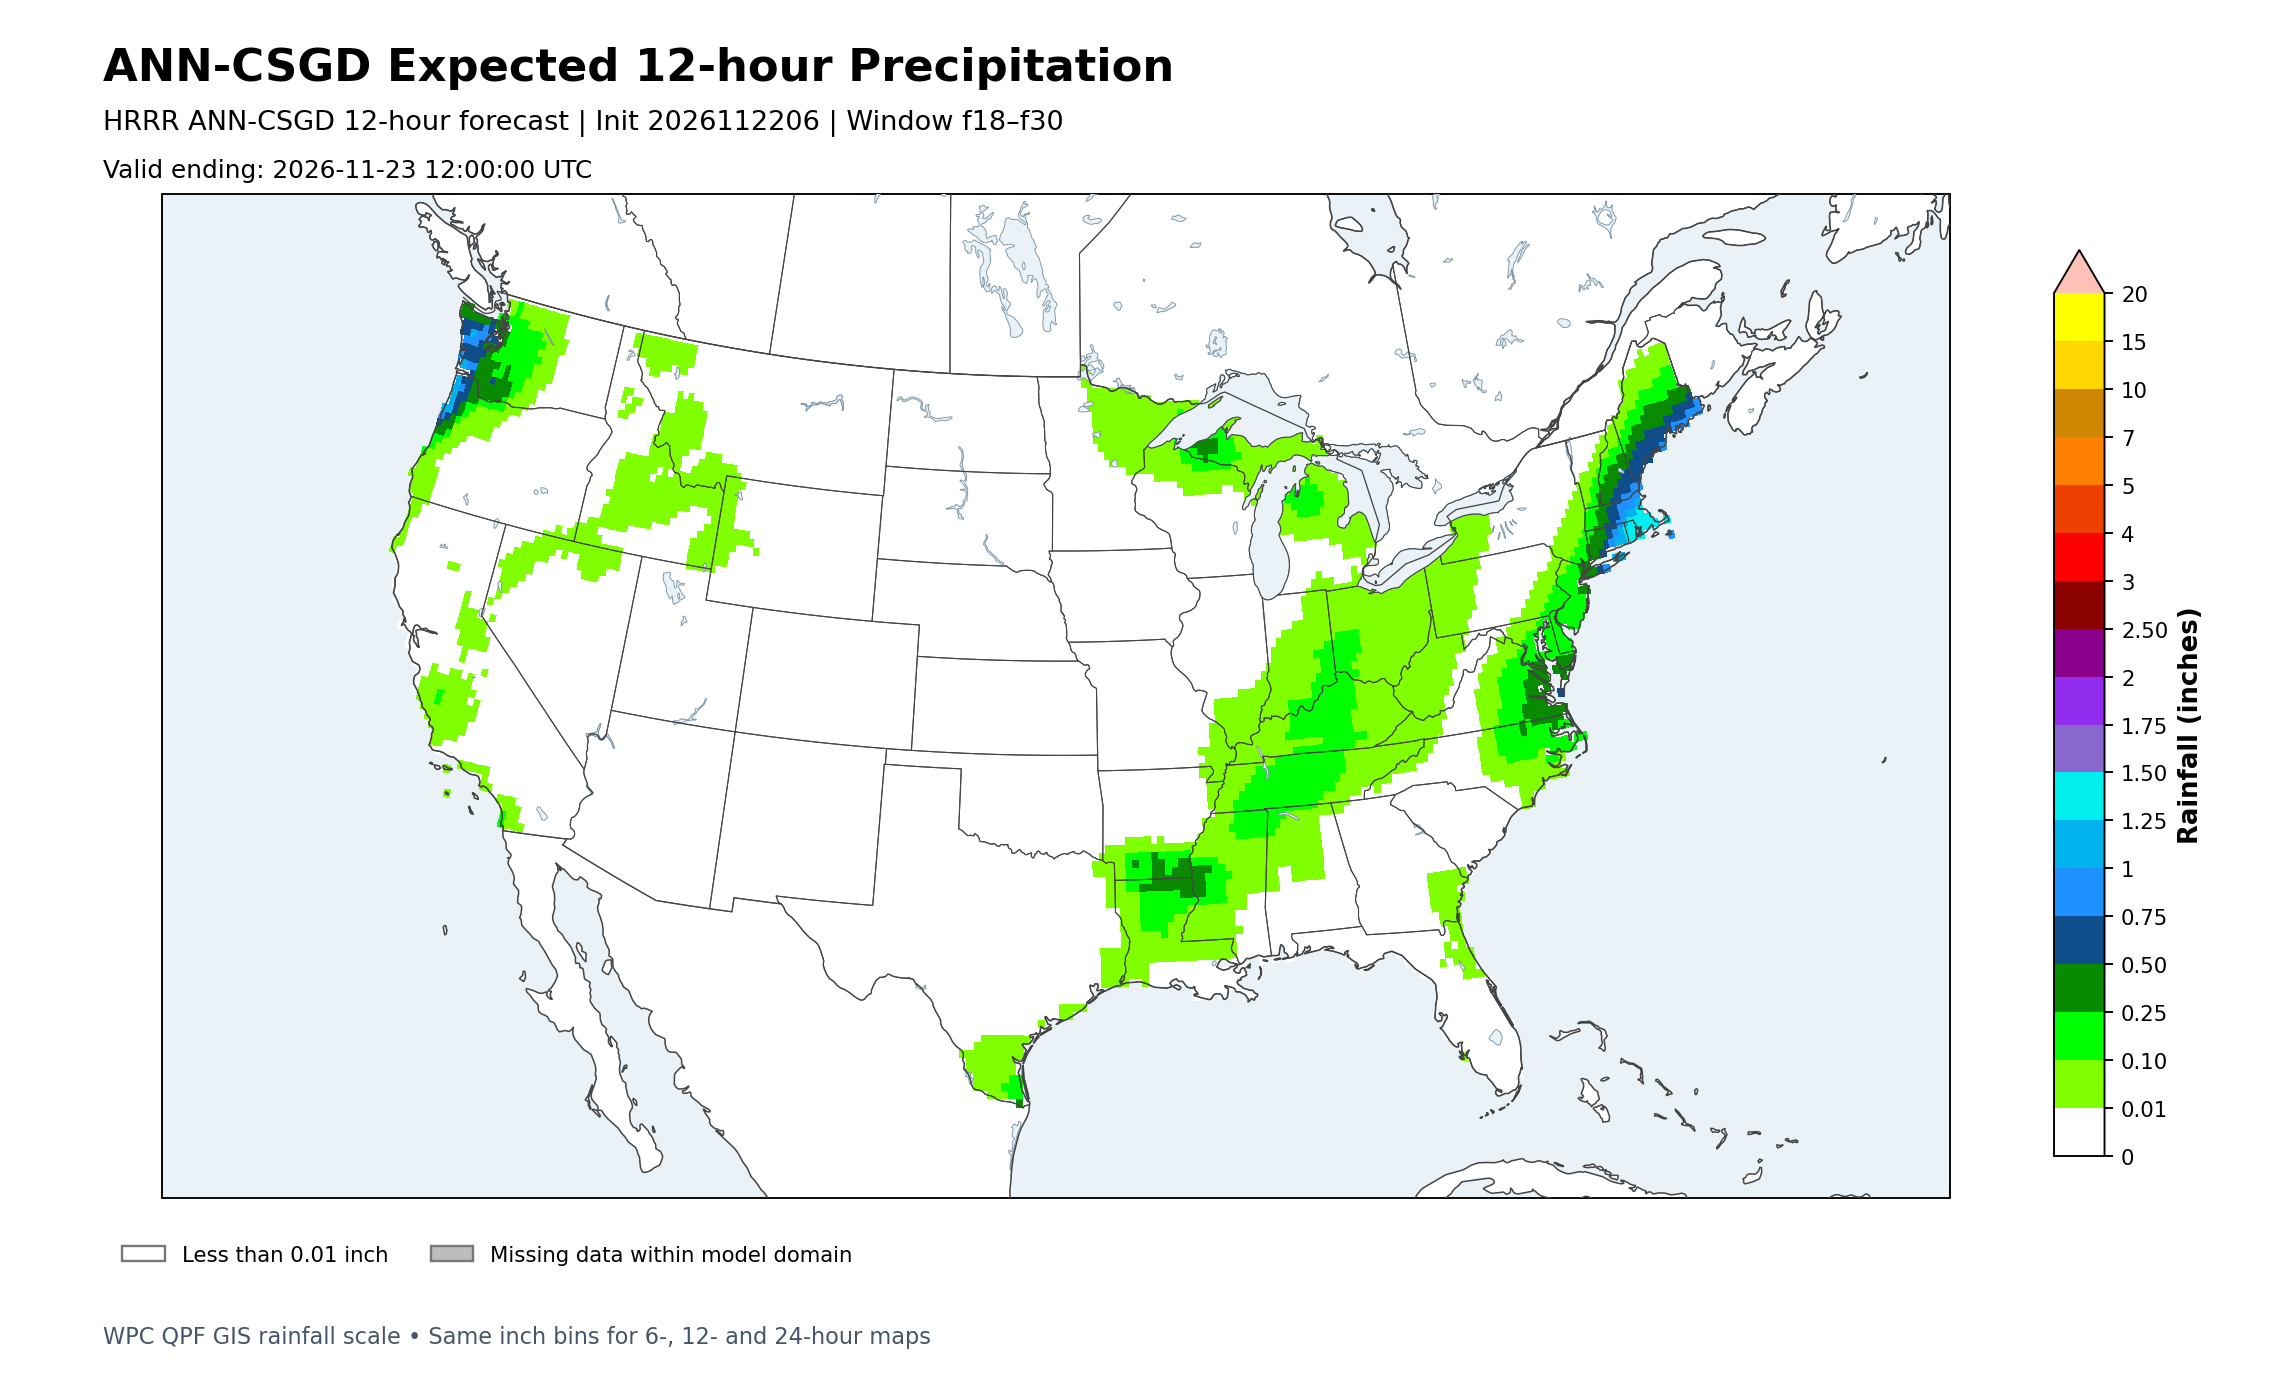 ANN-CSGD Expected 12-hour Precipitation
HRRR ANN-CSGD 12-hour forecast | Init 2026112206 | Window f18–f30
Valid ending: 2026-11-23 12:00:00 UTC
20
15
10
7
5
4
3
2.50
2
1.75
1.50
1.25
1
0.75
0.50
0.25
0.10
0.01
0
Rainfall (inches)
Less than 0.01 inch
Missing data within model domain
WPC QPF GIS rainfall scale • Same inch bins for 6-, 12- and 24-hour maps